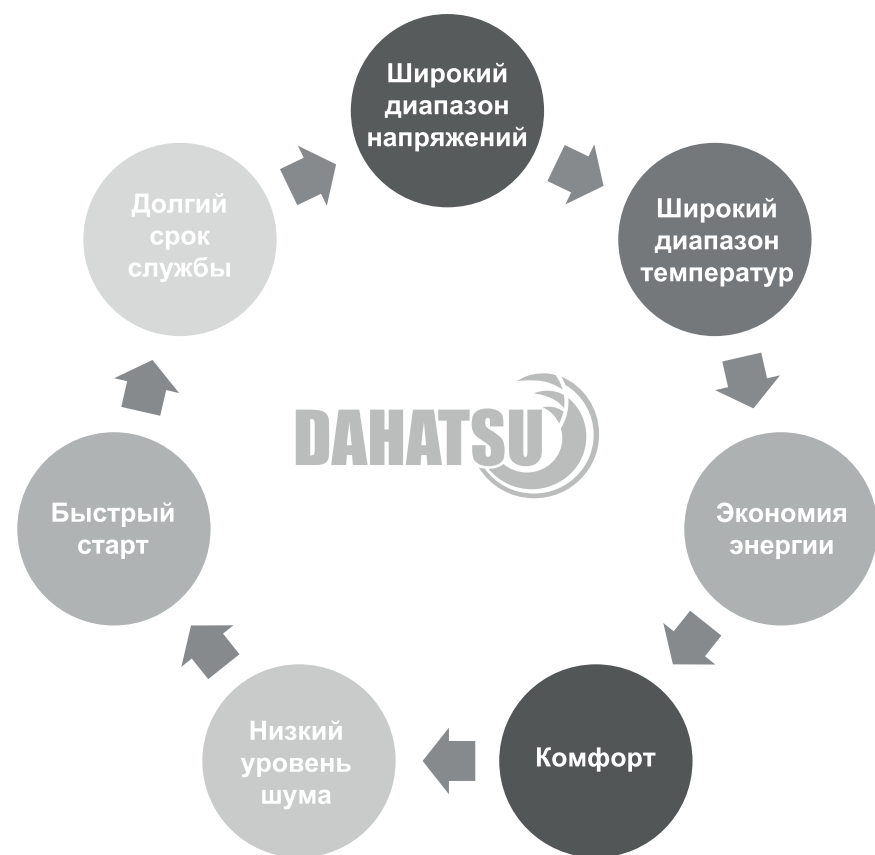 Широкий
диапазон
напряжений
Широкий
диапазон
температур
Экономия
энергии
Комфорт
Низкий
уровень
шума
Быстрый
старт
Долгий
срок
службы
DAHATSU